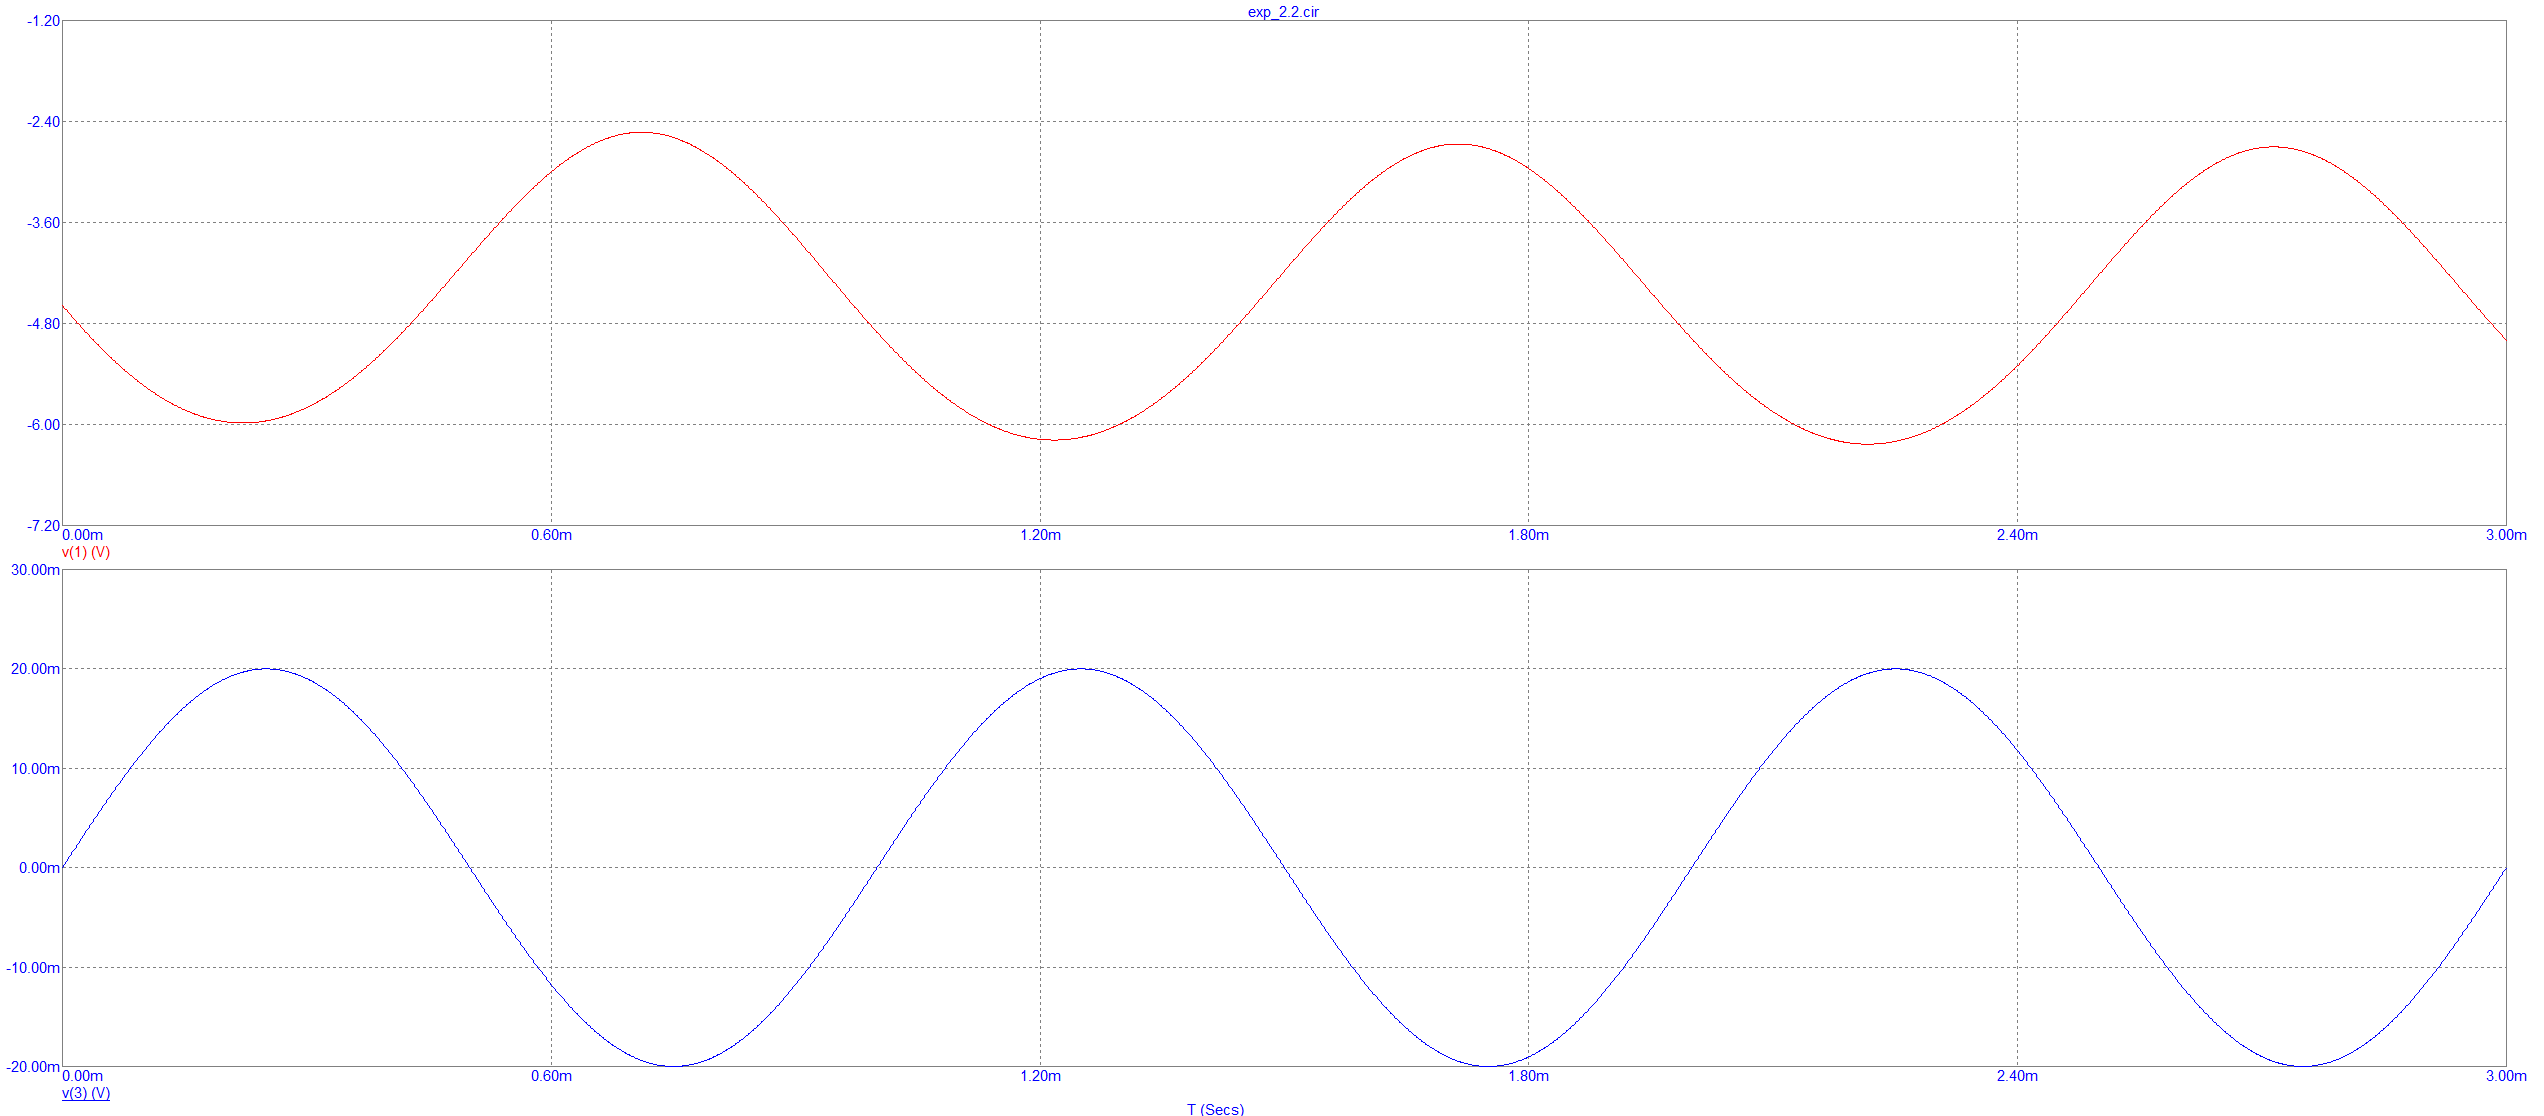 exp_2.2.cir
-1.20
-2.40
-3.60
-4.80
-6.00
-7.20
0.00m 0.60m 1.20m 1.80m 2.40m 3.00m
v(1) (V)
30.00m
20.00m
10.00m
0.00m
-10.00m
-20.00m
0.00m 0.60m 1.20m 1.80m 2.40m 3.00m
v(3) (V)
T (Secs)